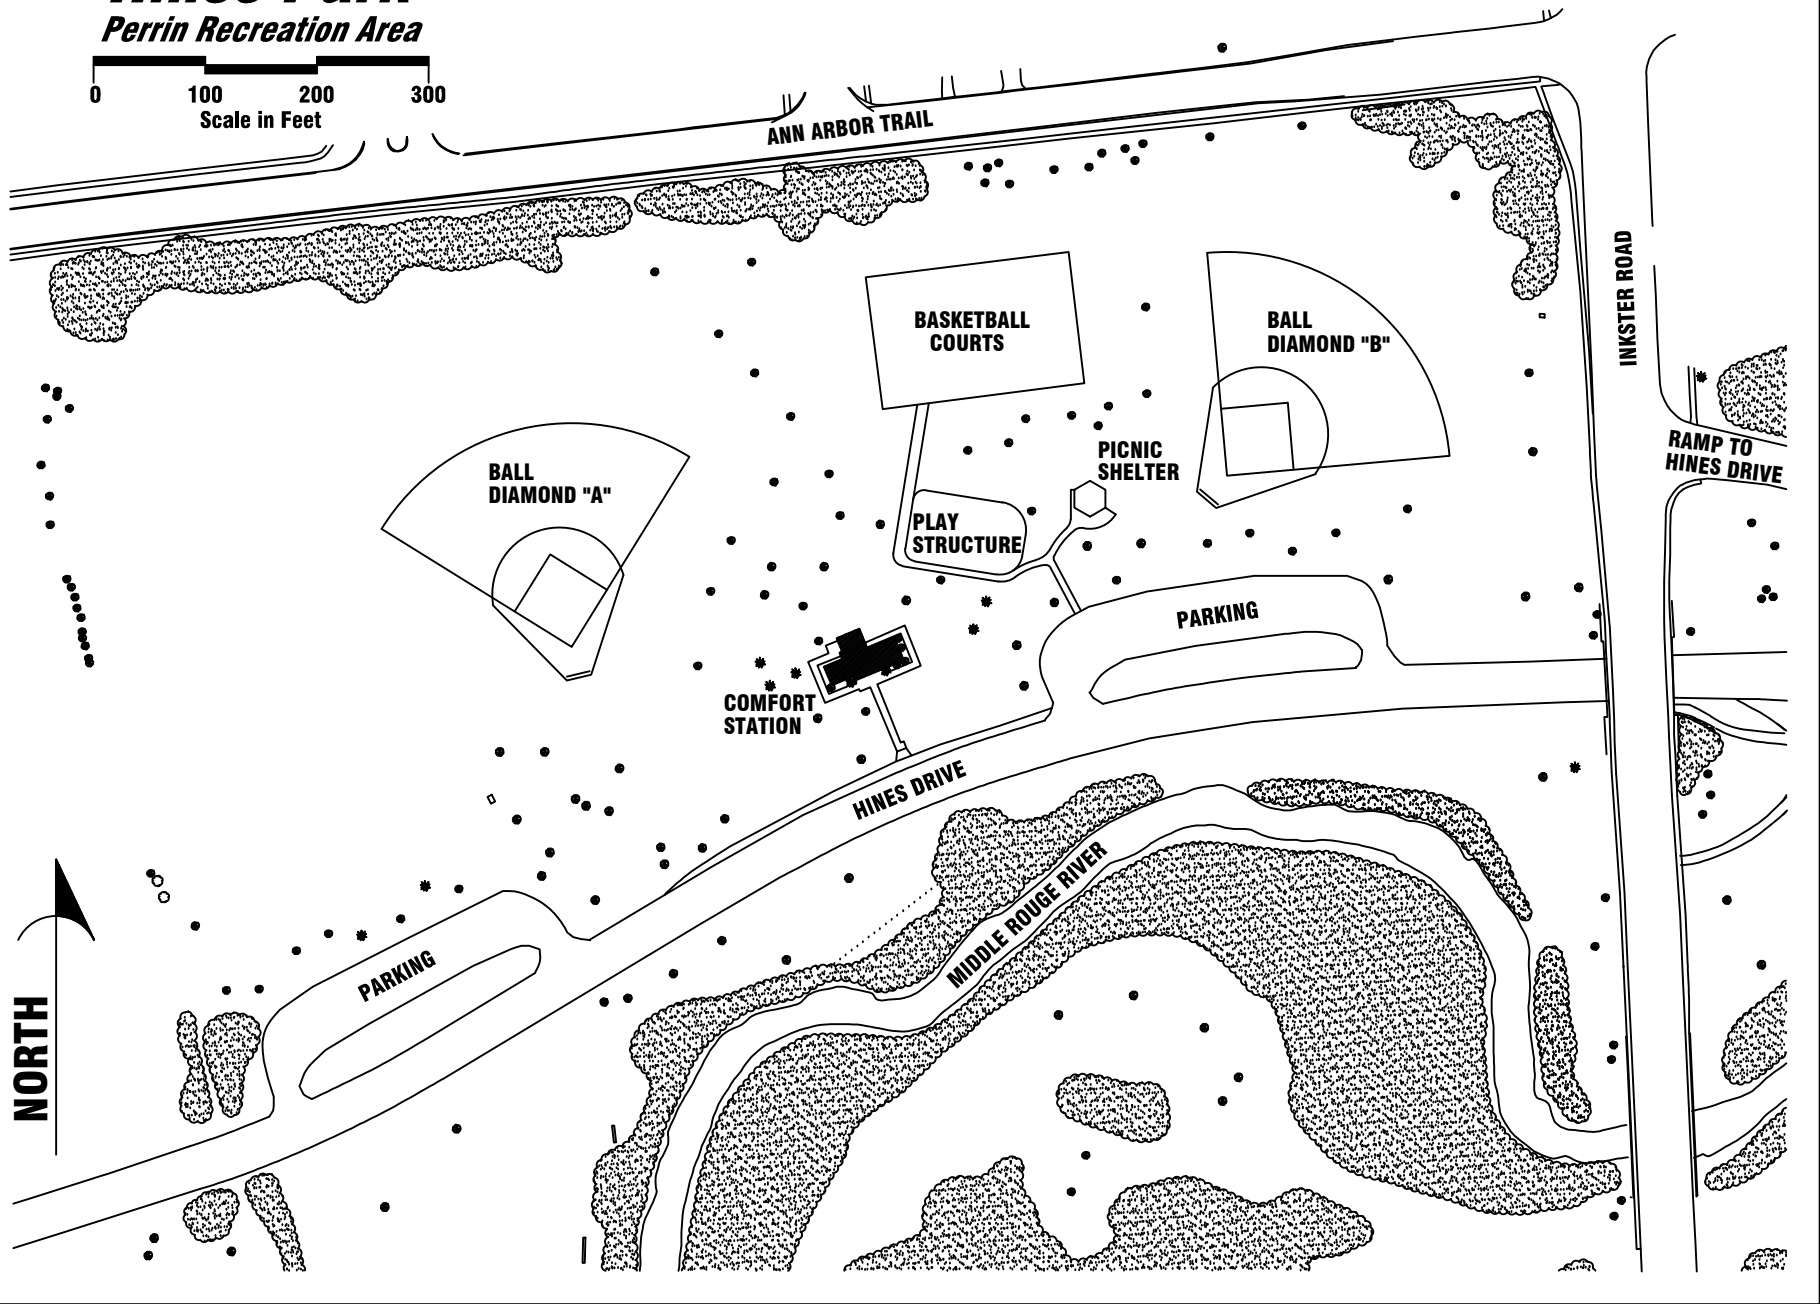 Perrin Recreation Area
0 100 200 300
Scale in Feet
ANN ARBOR TRAIL
INKSTER ROAD
BASKETBALL
COURTS
BALL
DIAMOND "B"
RAMP TO
HINES DRIVE
PICNIC
SHELTER
BALL
DIAMOND "A"
PLAY
STRUCTURE
PARKING
COMFORT
STATION
HINES DRIVE
MIDDLE ROUGE RIVER
PARKING
NORTH